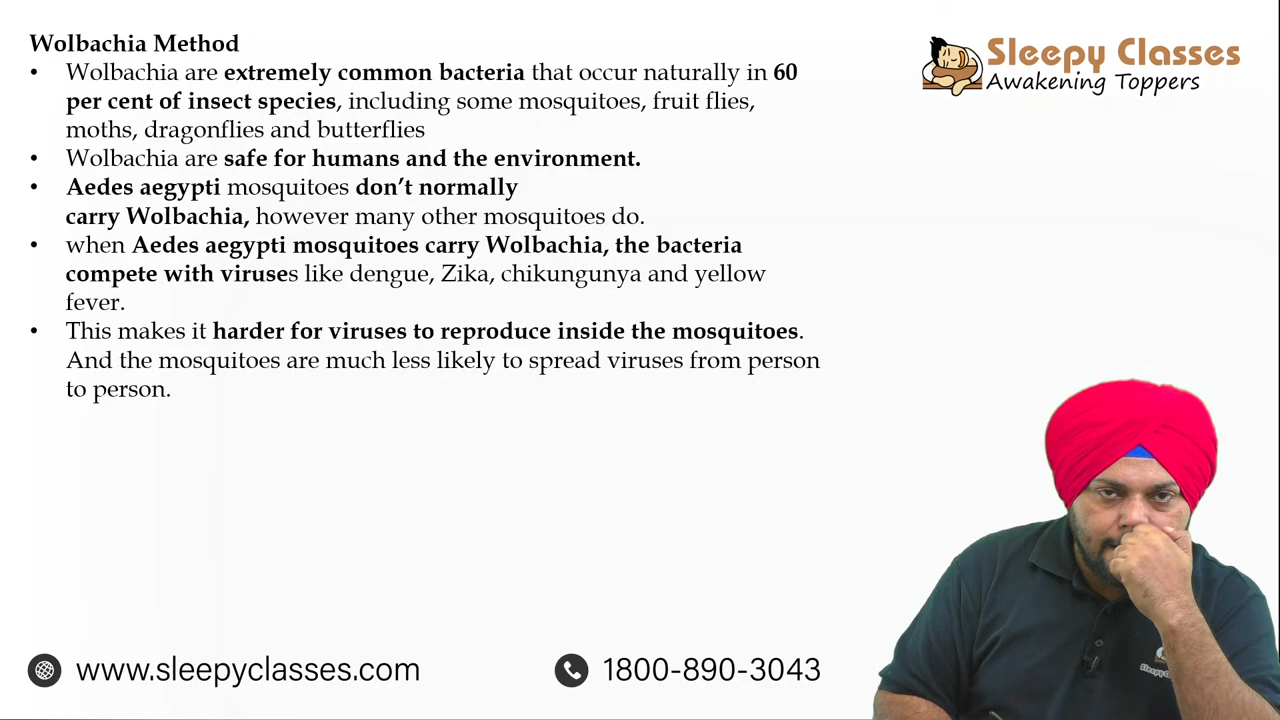 Wolbachia Method
• Wolbachia are extremely common bacteria that occur naturally in 60
per cent of insect species, including some mosquitoes, fruit flies,
moths, dragonflies and butterflies
• Wolbachia are safe for humans and the environment.
• Aedes aegypti mosquitoes don’t normally
carry Wolbachia, however many other mosquitoes do.
• when Aedes aegypti mosquitoes carry Wolbachia, the bacteria
compete with viruses like dengue, Zika, chikungunya and yellow
fever.
• This makes it harder for viruses to reproduce inside the mosquitoes.
And the mosquitoes are much less likely to spread viruses from person
to person.
Sleepy Classes
Awakening Toppers
www.sleepyclasses.com
1800-890-3043